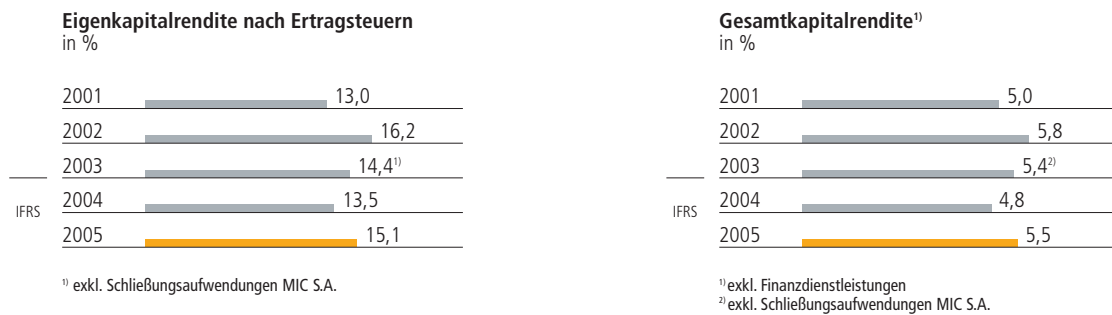 Eigenkapitalrendite nach Ertragsteuern
in %
2001 13,0
2002 16,2
2003 14,4¹⁾
IFRS
2004 13,5
2005 15,1
¹⁾ exkl. Schließungsaufwendungen MIC S.A.
Gesamtkapitalrendite¹⁾
in %
2001 5,0
2002 5,8
2003 5,4²⁾
IFRS
2004 4,8
2005 5,5
¹⁾ exkl. Finanzdienstleistungen
²⁾ exkl. Schließungsaufwendungen MIC S.A.